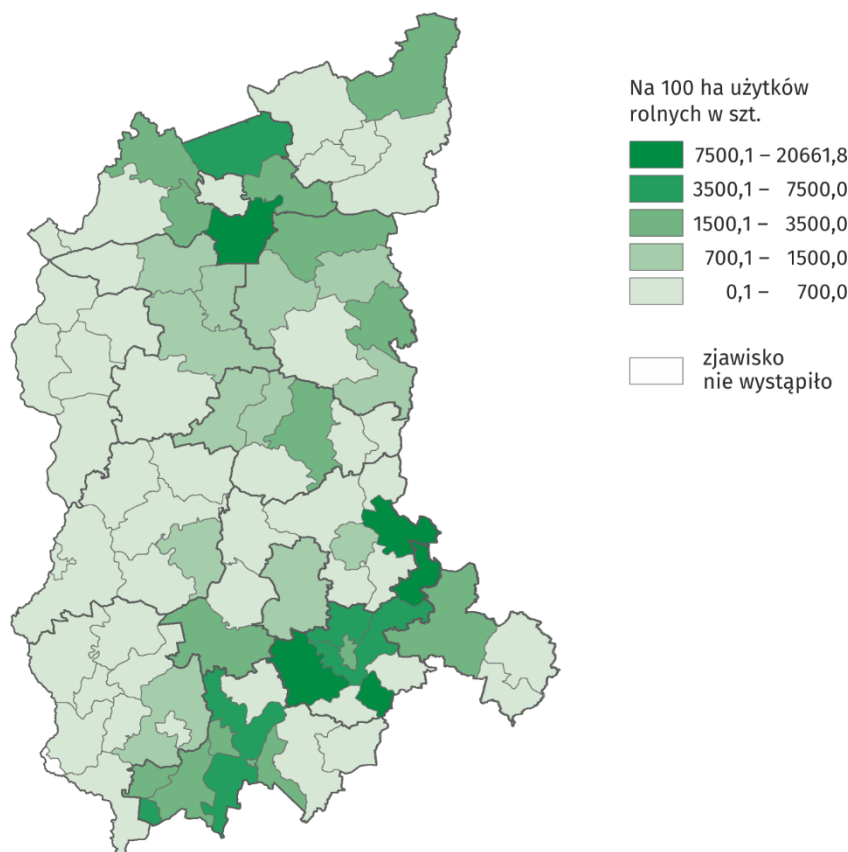 Na 100 ha użytków
rolnych w szt.
7500,1 – 20661,8
3500,1 – 7500,0
1500,1 – 3500,0
700,1 – 1500,0
0,1 – 700,0
zjawisko
nie wystąpiło